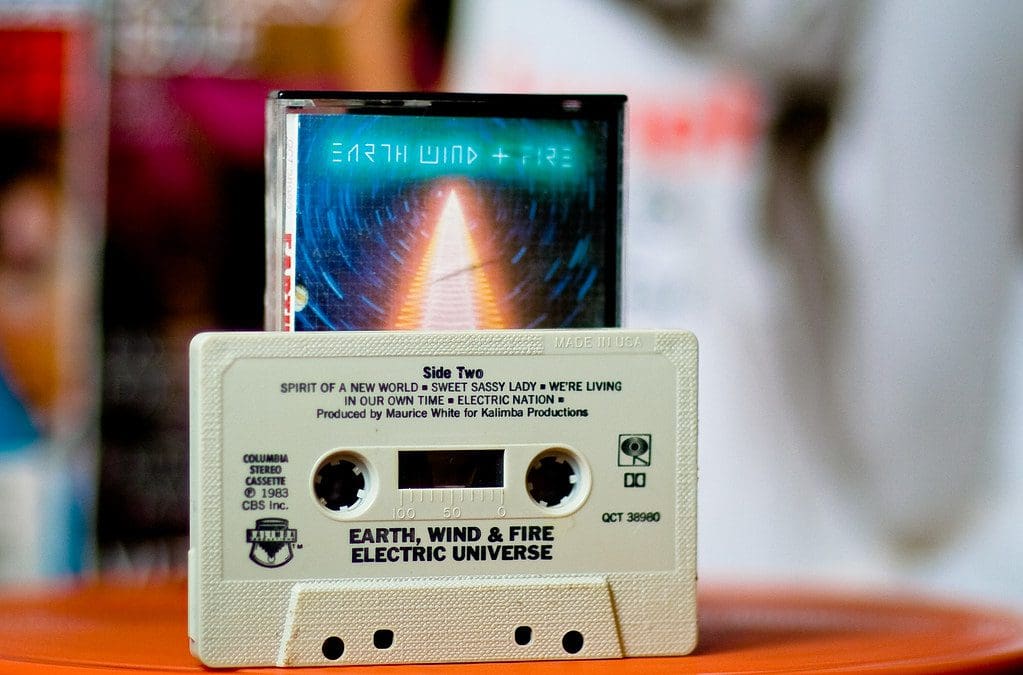 EARTH WIND + FIRE
MADE IN USA
Side Two
SPIRIT OF A NEW WORLD ▪ SWEET SASSY LADY ▪ WE'RE LIVING
IN OUR OWN TIME ▪ ELECTRIC NATION ▪
Produced by Maurice White for Kalimba Productions
COLUMBIA
STEREO
CASSETTE
℗ 1983
CBS Inc.
100 50 0
QCT 38980
EARTH, WIND & FIRE
ELECTRIC UNIVERSE